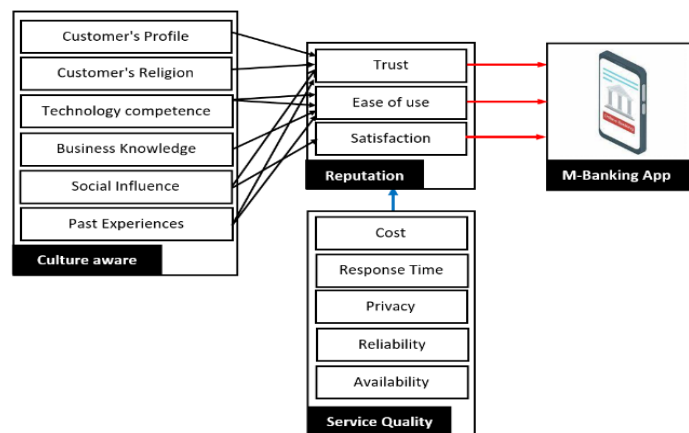 Customer's Profile
Customer's Religion
Technology competence
Business Knowledge
Social Influence
Past Experiences
Culture aware
Trust
Ease of use
Satisfaction
Reputation
M-Banking App
Cost
Response Time
Privacy
Reliability
Availability
Service Quality